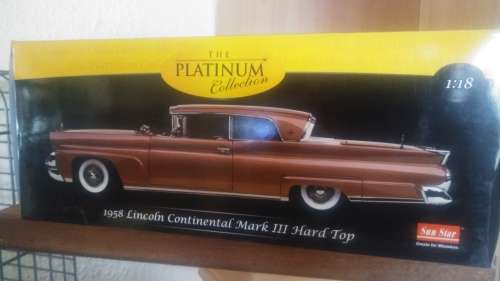 THE
PLATINUM
Collection
1:18
1958 Lincoln Continental Mark III Hard Top
Sun Star